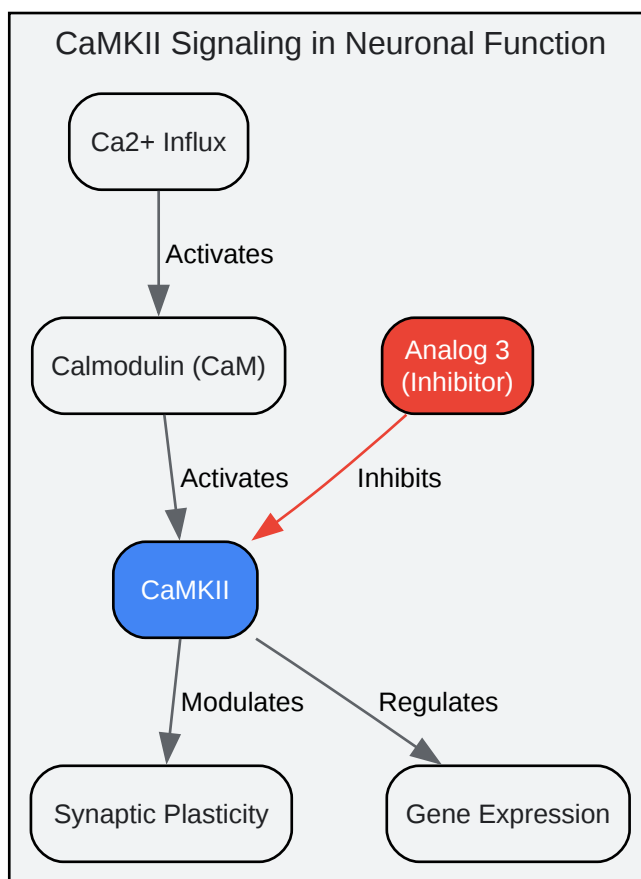 CaMKII Signaling in Neuronal Function
Ca2+ Influx
Activates
Calmodulin (CaM)
Analog 3
(Inhibitor)
Activates
Inhibits
CaMKII
Modulates
Regulates
Synaptic Plasticity
Gene Expression